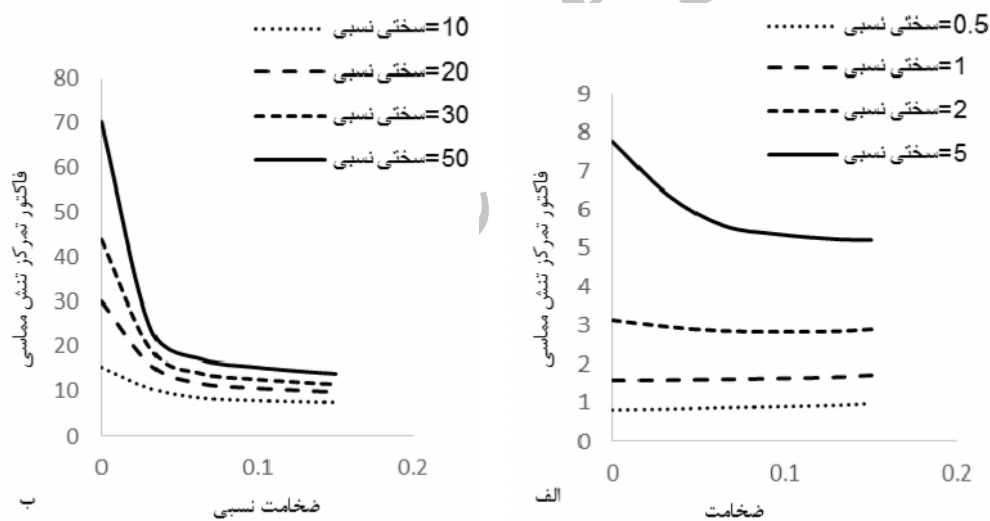 سختی نسبی=10
سختی نسبی=20
سختی نسبی=30
سختی نسبی=50
80
70
60
50
40
30
20
10
0
0
0.1
0.2
فاکتور تمرکز تنش مماسی
ضخامت نسبی
ب
سختی نسبی=0.5
سختی نسبی=1
سختی نسبی=2
سختی نسبی=5
9
8
7
6
5
4
3
2
1
0
0
0.1
0.2
فاکتور تمرکز تنش مماسی
ضخامت
الف